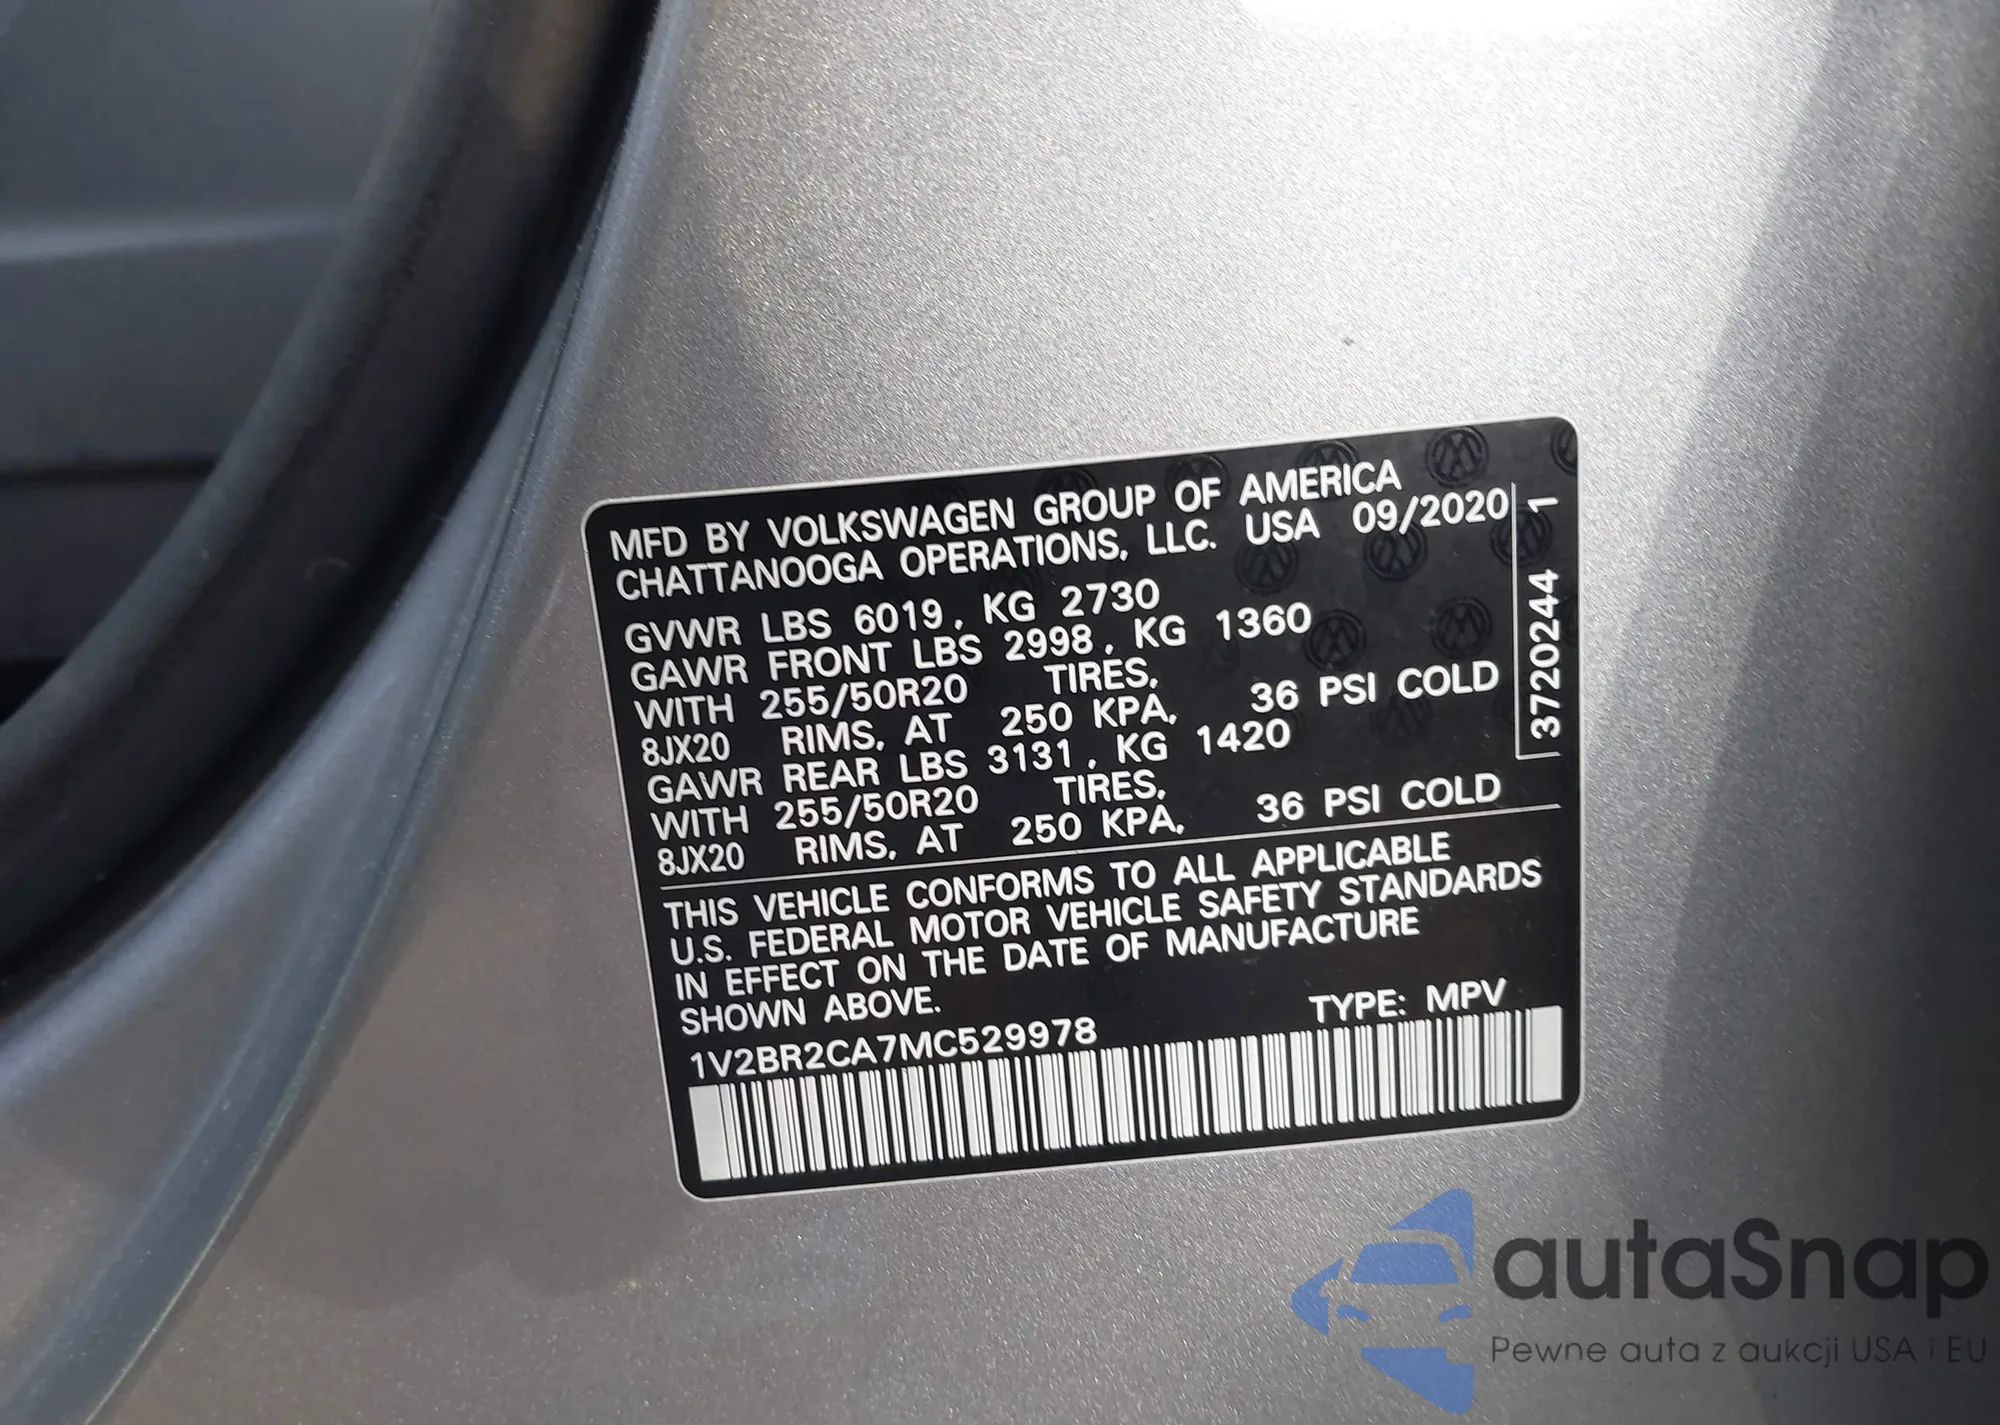 MFD BY VOLKSWAGEN GROUP OF AMERICA
CHATTANOOGA OPERATIONS, LLC. USA 09/2020
GVWR LBS 6019, KG 2730
GAWR FRONT LBS 2998, KG 1360
WITH 255/50R20 TIRES,
8JX20 RIMS, AT 250 KPA, 36 PSI COLD
GAWR REAR LBS 3131, KG 1420
WITH 255/50R20 TIRES,
8JX20 RIMS, AT 250 KPA, 36 PSI COLD
37202444 1
THIS VEHICLE CONFORMS TO ALL APPLICABLE
U.S. FEDERAL MOTOR VEHICLE SAFETY STANDARDS
IN EFFECT ON THE DATE OF MANUFACTURE
SHOWN ABOVE.
TYPE: MPV
1V2BR2CA7MC529978
autaSnap
Pewne auta z aukcji USA i EU